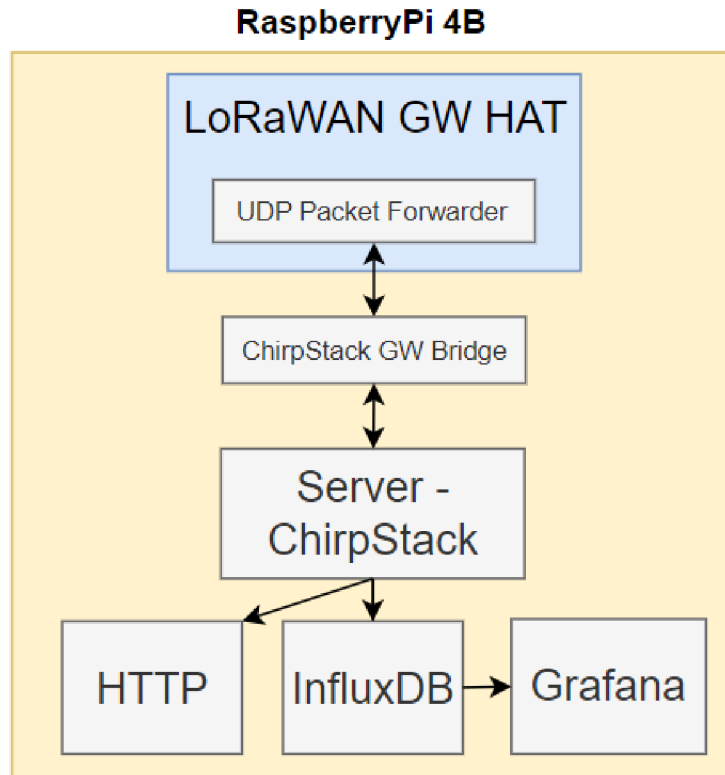 RaspberryPi 4B
LoRaWAN GW HAT
UDP Packet Forwarder
ChirpStack GW Bridge
Server -
ChirpStack
HTTP
InfluxDB
Grafana